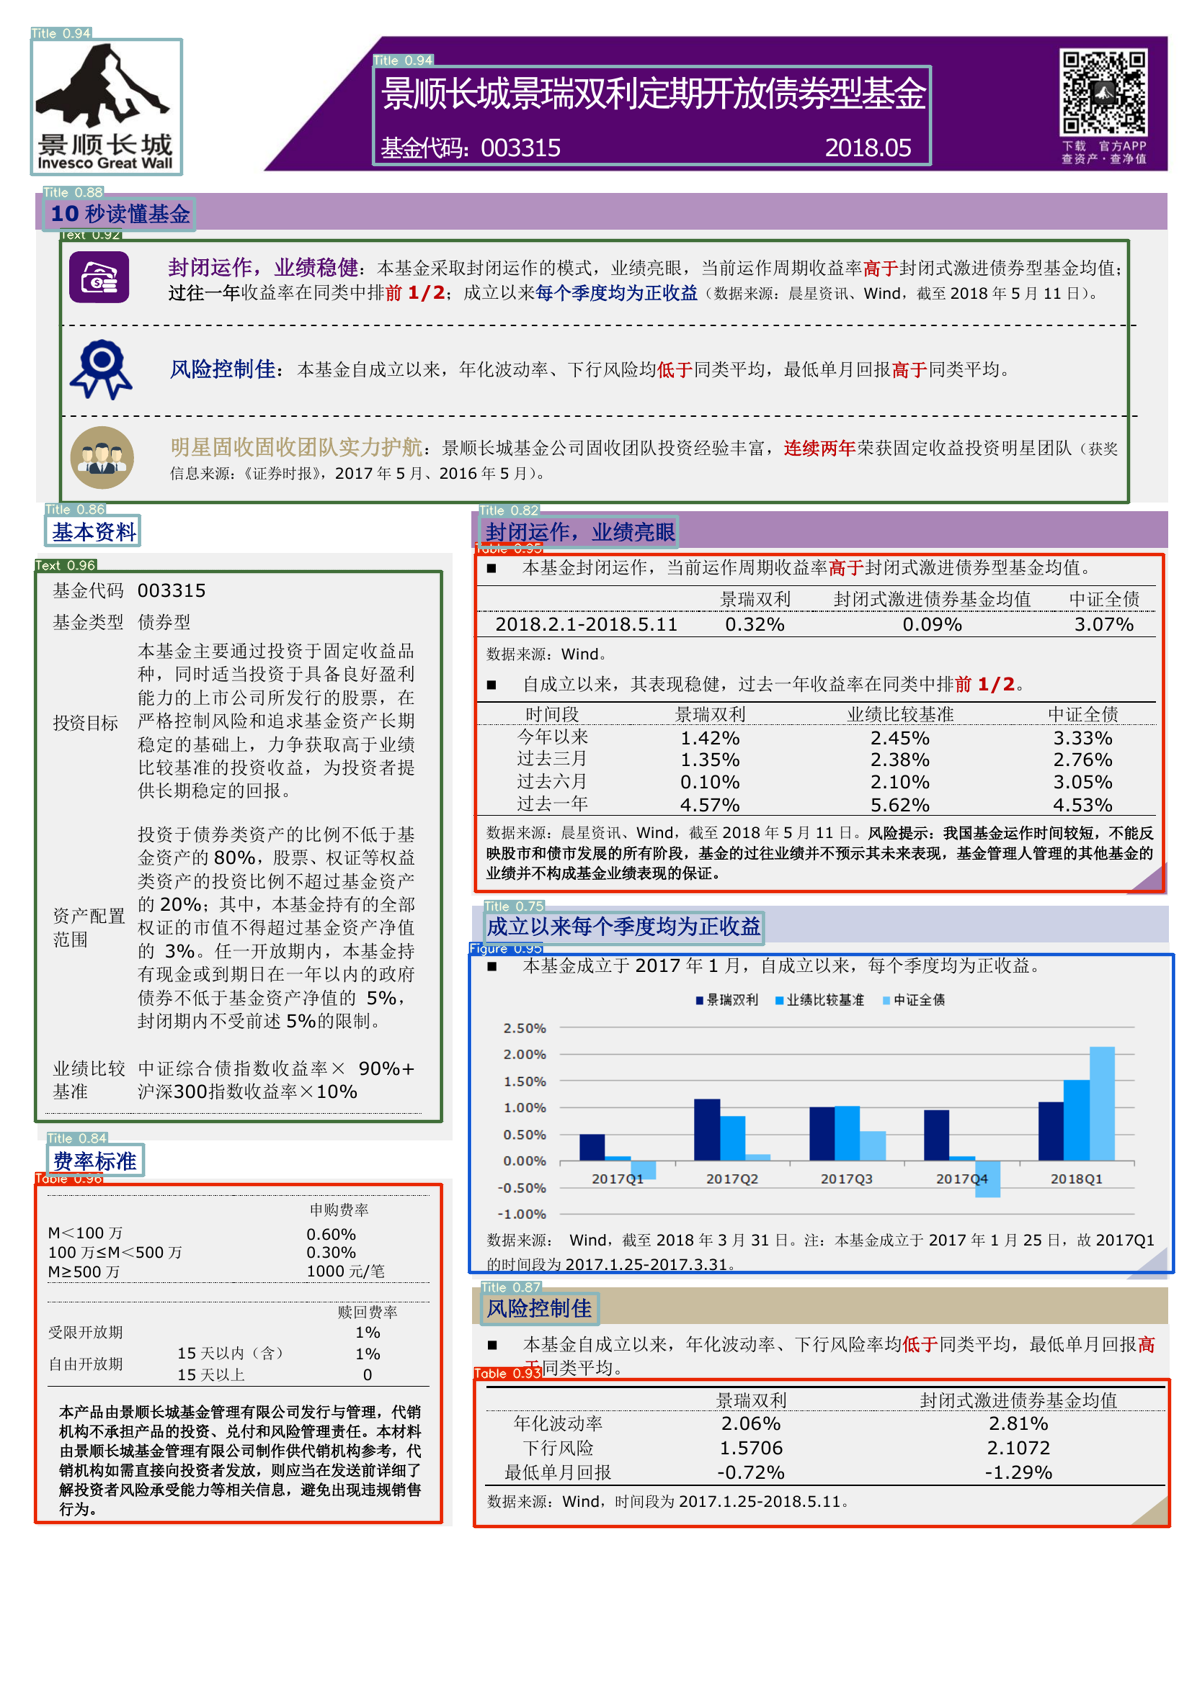 Title 0.94
景顺长城
Invesco Great Wall
Title 0.94
景顺长城景瑞双利定期开放债券型基金
基金代码：003315 2018.05
下载 官方APP
查资产·查净值
Title 0.88
10 秒读懂基金
Text 0.92
封闭运作，业绩稳健：本基金采取封闭运作的模式，业绩亮眼，当前运作周期收益率高于封闭式激进债券型基金均值；
过往一年收益率在同类中排前 1/2；成立以来每个季度均为正收益（数据来源：晨星资讯、Wind，截至 2018 年 5 月 11 日）。
风险控制佳：本基金自成立以来，年化波动率、下行风险均低于同类平均，最低单月回报高于同类平均。
明星固收固收团队实力护航：景顺长城基金公司固收团队投资经验丰富，连续两年荣获固定收益投资明星团队（获奖
信息来源：《证券时报》，2017 年 5 月、2016 年 5 月）。
Title 0.86
基本资料
Text 0.96
基金代码 003315
基金类型 债券型
投资目标
本基金主要通过投资于固定收益品
种，同时适当投资于具备良好盈利
能力的上市公司所发行的股票，在
严格控制风险和追求基金资产长期
稳定的基础上，力争获取高于业绩
比较基准的投资收益，为投资者提
供长期稳定的回报。
资产配置
范围
投资于债券类资产的比例不低于基
金资产的 80%，股票、权证等权益
类资产的投资比例不超过基金资产
的 20%；其中，本基金持有的全部
权证的市值不得超过基金资产净值
的 3%。任一开放期内，本基金持
有现金或到期日在一年以内的政府
债券不低于基金资产净值的 5%，
封闭期内不受前述 5%的限制。
业绩比较
基准
中证综合债指数收益率× 90%+
沪深300指数收益率×10%
Title 0.84
费率标准
Table 0.96
申购费率
M＜100 万 0.60%
100 万≤M＜500 万 0.30%
M≥500 万 1000 元/笔
赎回费率
受限开放期 1%
自由开放期 15 天以内（含） 1%
15 天以上 0
本产品由景顺长城基金管理有限公司发行与管理，代销
机构不承担产品的投资、兑付和风险管理责任。本材料
由景顺长城基金管理有限公司制作供代销机构参考，代
销机构如需直接向投资者发放，则应当在发送前详细了
解投资者风险承受能力等相关信息，避免出现违规销售
行为。
Title 0.82
封闭运作，业绩亮眼
Table 0.95
■ 本基金封闭运作，当前运作周期收益率高于封闭式激进债券型基金均值。
景瑞双利 封闭式激进债券基金均值 中证全债
2018.2.1-2018.5.11 0.32% 0.09% 3.07%
数据来源：Wind。
■ 自成立以来，其表现稳健，过去一年收益率在同类中排前 1/2。
时间段 景瑞双利 业绩比较基准 中证全债
今年以来 1.42% 2.45% 3.33%
过去三月 1.35% 2.38% 2.76%
过去六月 0.10% 2.10% 3.05%
过去一年 4.57% 5.62% 4.53%
数据来源：晨星资讯、Wind，截至 2018 年 5 月 11 日。风险提示：我国基金运作时间较短，不能反
映股市和债市发展的所有阶段，基金的过往业绩并不预示其未来表现，基金管理人管理的其他基金的
业绩并不构成基金业绩表现的保证。
Title 0.75
成立以来每个季度均为正收益
Figure 0.95
■ 本基金成立于 2017 年 1 月，自成立以来，每个季度均为正收益。
景瑞双利 业绩比较基准 中证全债
2.50%
2.00%
1.50%
1.00%
0.50%
0.00%
-0.50%
-1.00%
2017Q1 2017Q2 2017Q3 2017Q4 2018Q1
数据来源： Wind，截至 2018 年 3 月 31 日。注：本基金成立于 2017 年 1 月 25 日，故 2017Q1
的时间段为 2017.1.25-2017.3.31。
Title 0.87
风险控制佳
■ 本基金自成立以来，年化波动率、下行风险率均低于同类平均，最低单月回报高
于同类平均。
Table 0.93
景瑞双利 封闭式激进债券基金均值
年化波动率 2.06% 2.81%
下行风险 1.5706 2.1072
最低单月回报 -0.72% -1.29%
数据来源：Wind，时间段为 2017.1.25-2018.5.11。